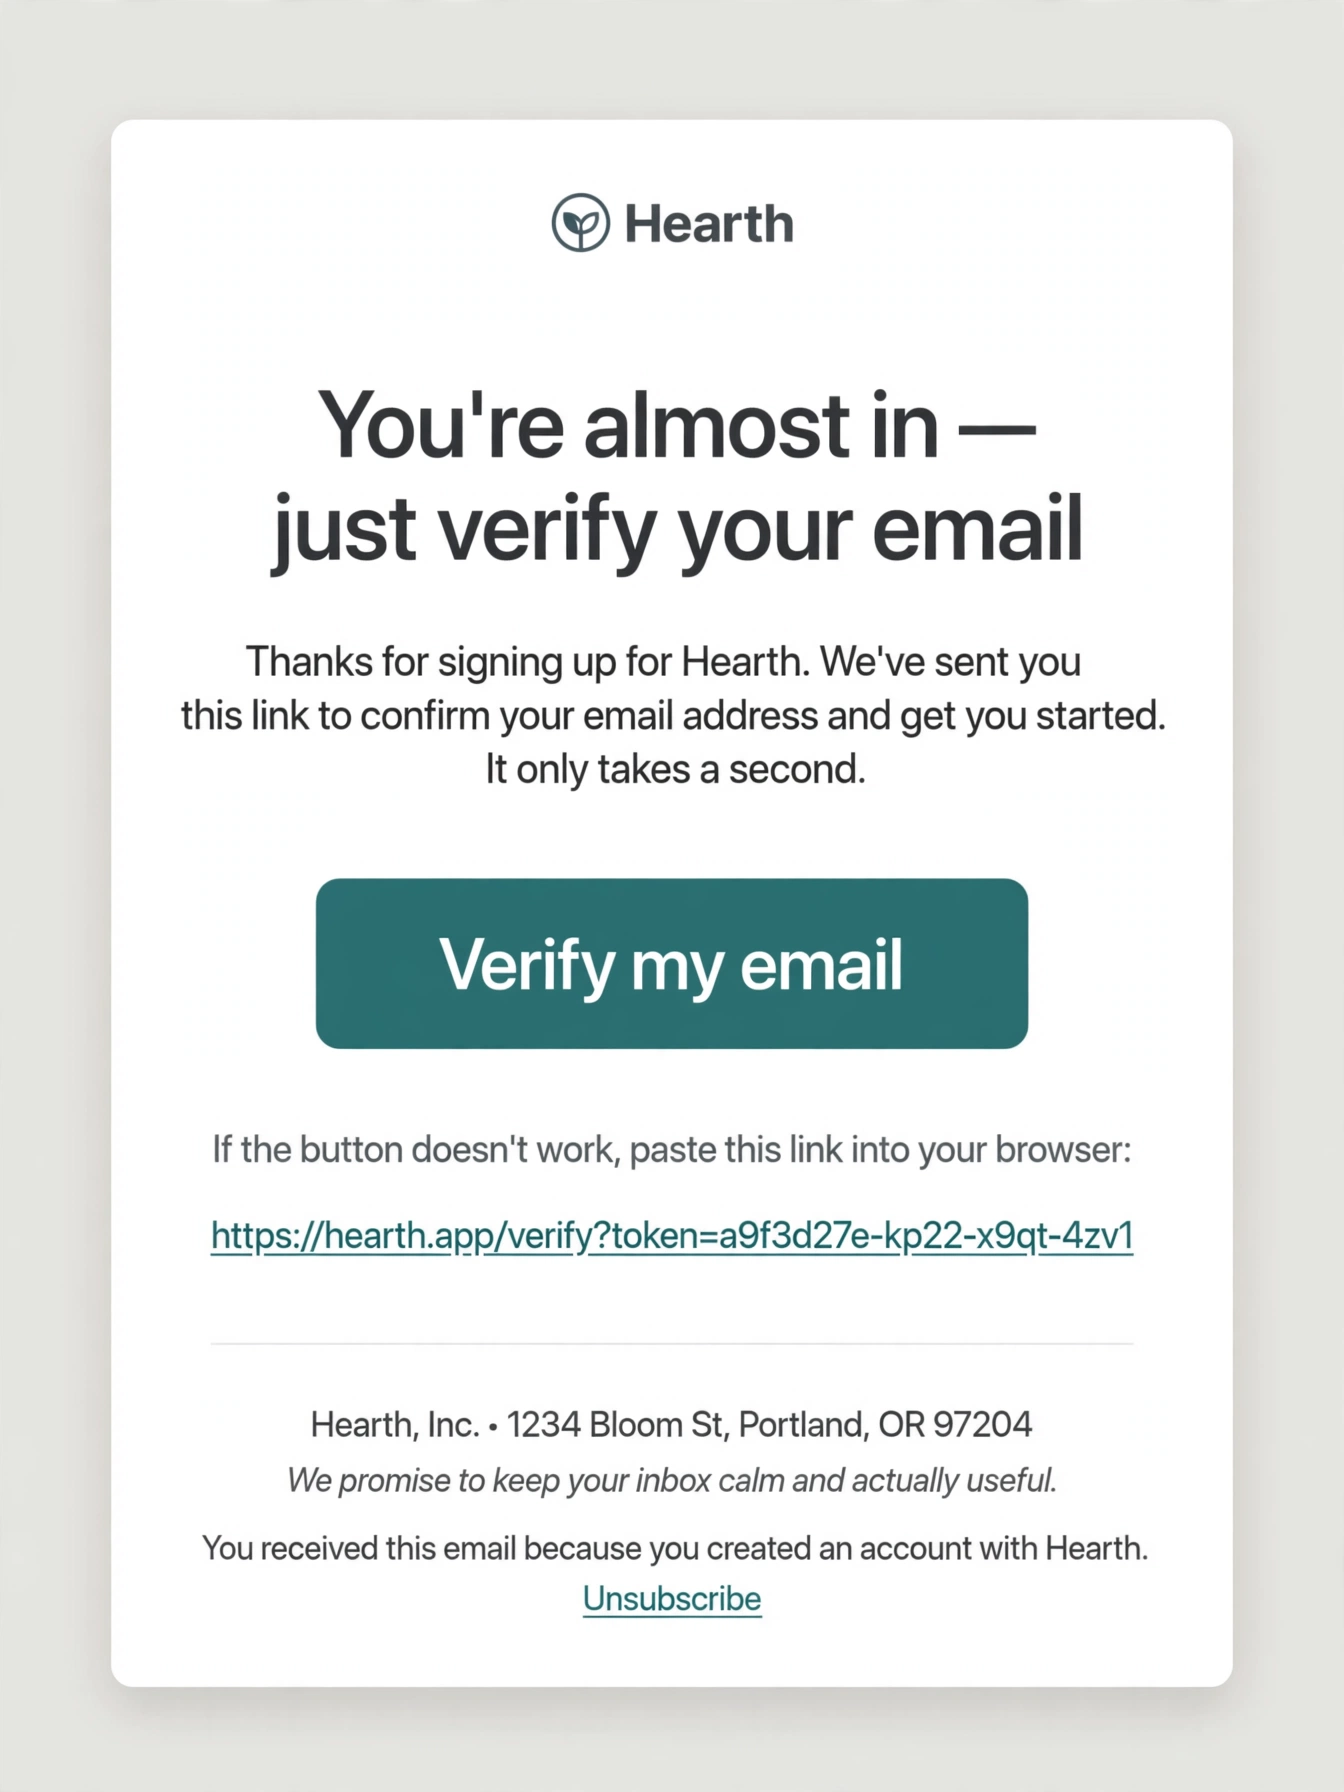 Hearth
You're almost in —
just verify your email
Thanks for signing up for Hearth. We've sent you
this link to confirm your email address and get you started.
It only takes a second.
Verify my email
If the button doesn't work, paste this link into your browser:
https://hearth.app/verify?token=a9f3d27e-kp22-x9qt-4zv1
Hearth, Inc. • 1234 Bloom St, Portland, OR 97204
We promise to keep your inbox calm and actually useful.
You received this email because you created an account with Hearth.
Unsubscribe